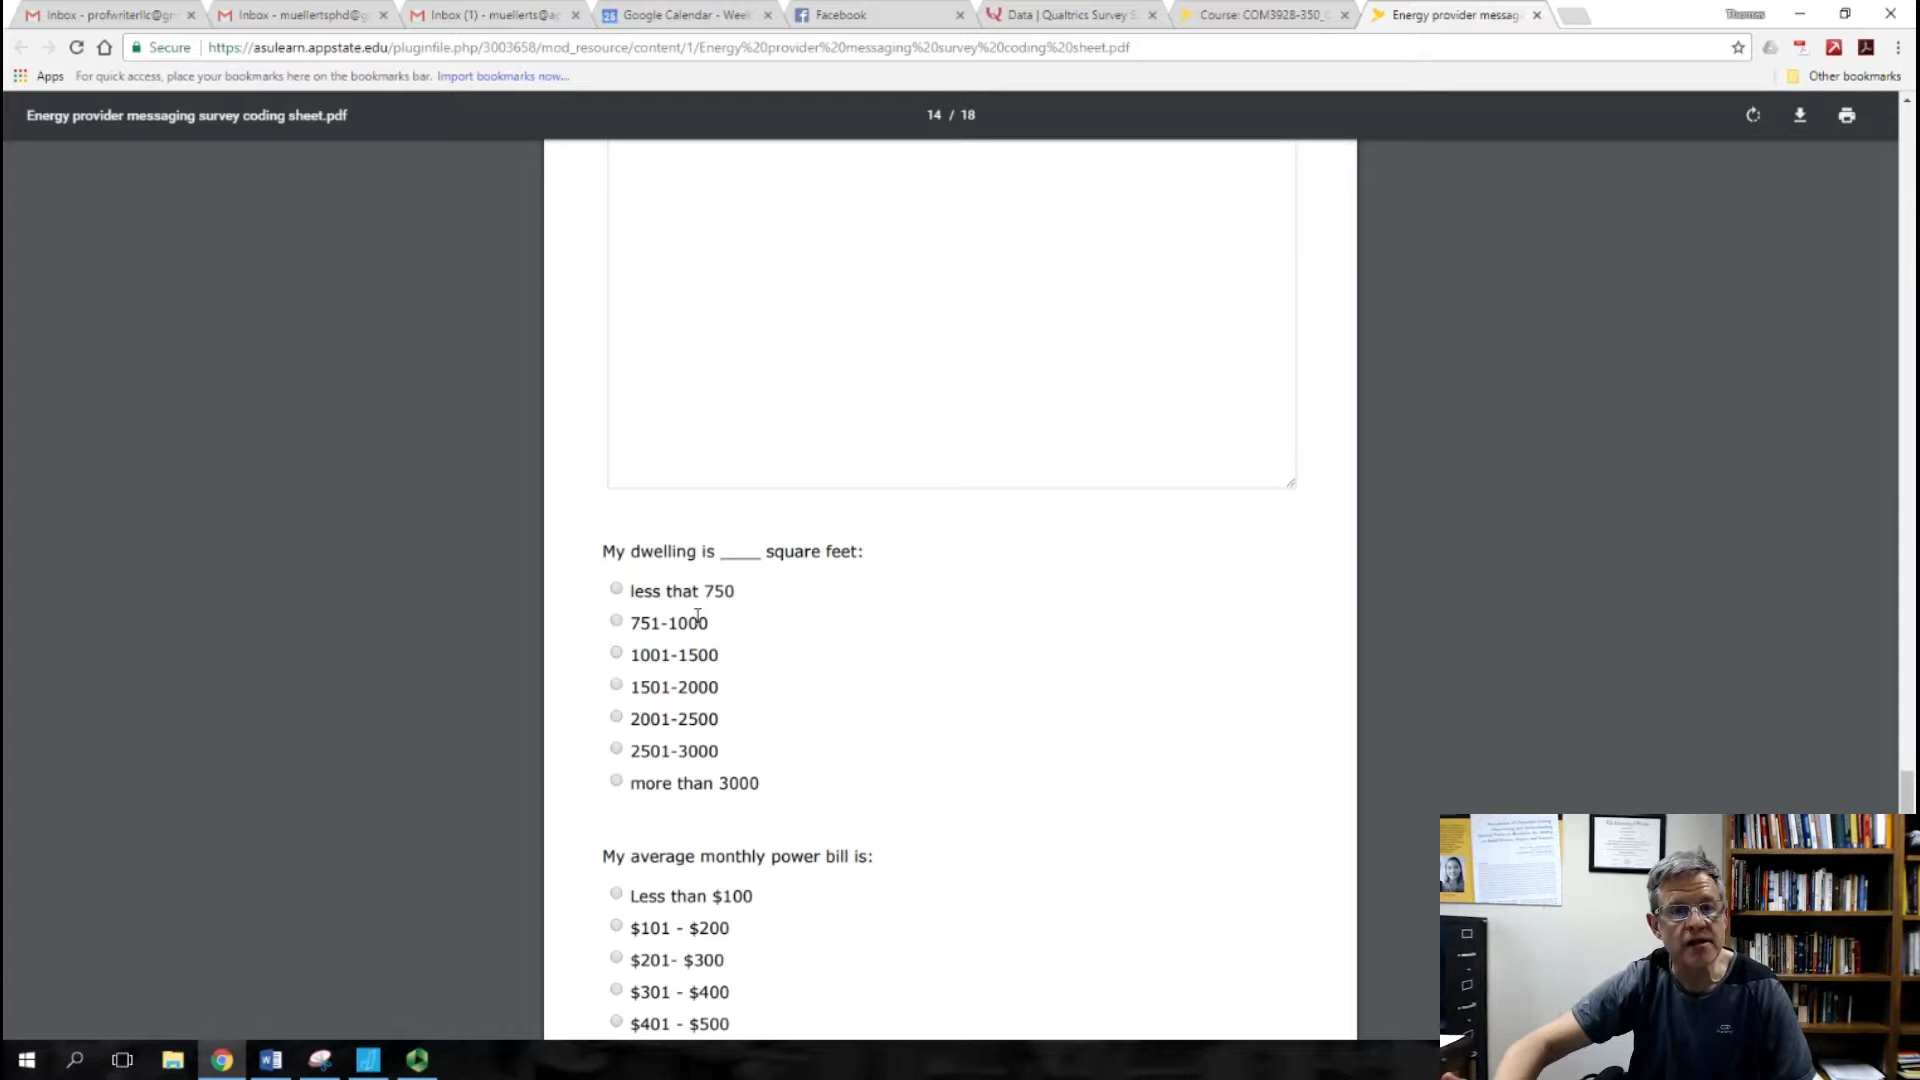 Inbox - profwriterllc@gm
Inbox - muellertsphd@g
Inbox (1) - muellerts@ap
Google Calendar - Week
Facebook
Data | Qualtrics Survey S
Course: COM3928-350_C
Energy provider messag
Thomas
Secure
https://asulearn.appstate.edu/pluginfile.php/3003658/mod_resource/content/1/Energy%20provider%20messaging%20survey%20coding%20sheet.pdf
Apps
For quick access, place your bookmarks here on the bookmarks bar. Import bookmarks now...
Other bookmarks
Energy provider messaging survey coding sheet.pdf
14 / 18
My dwelling is ____ square feet:
less that 750
751-1000
1001-1500
1501-2000
2001-2500
2501-3000
more than 3000
My average monthly power bill is:
Less than $100
$101 - $200
$201- $300
$301 - $400
$401 - $500